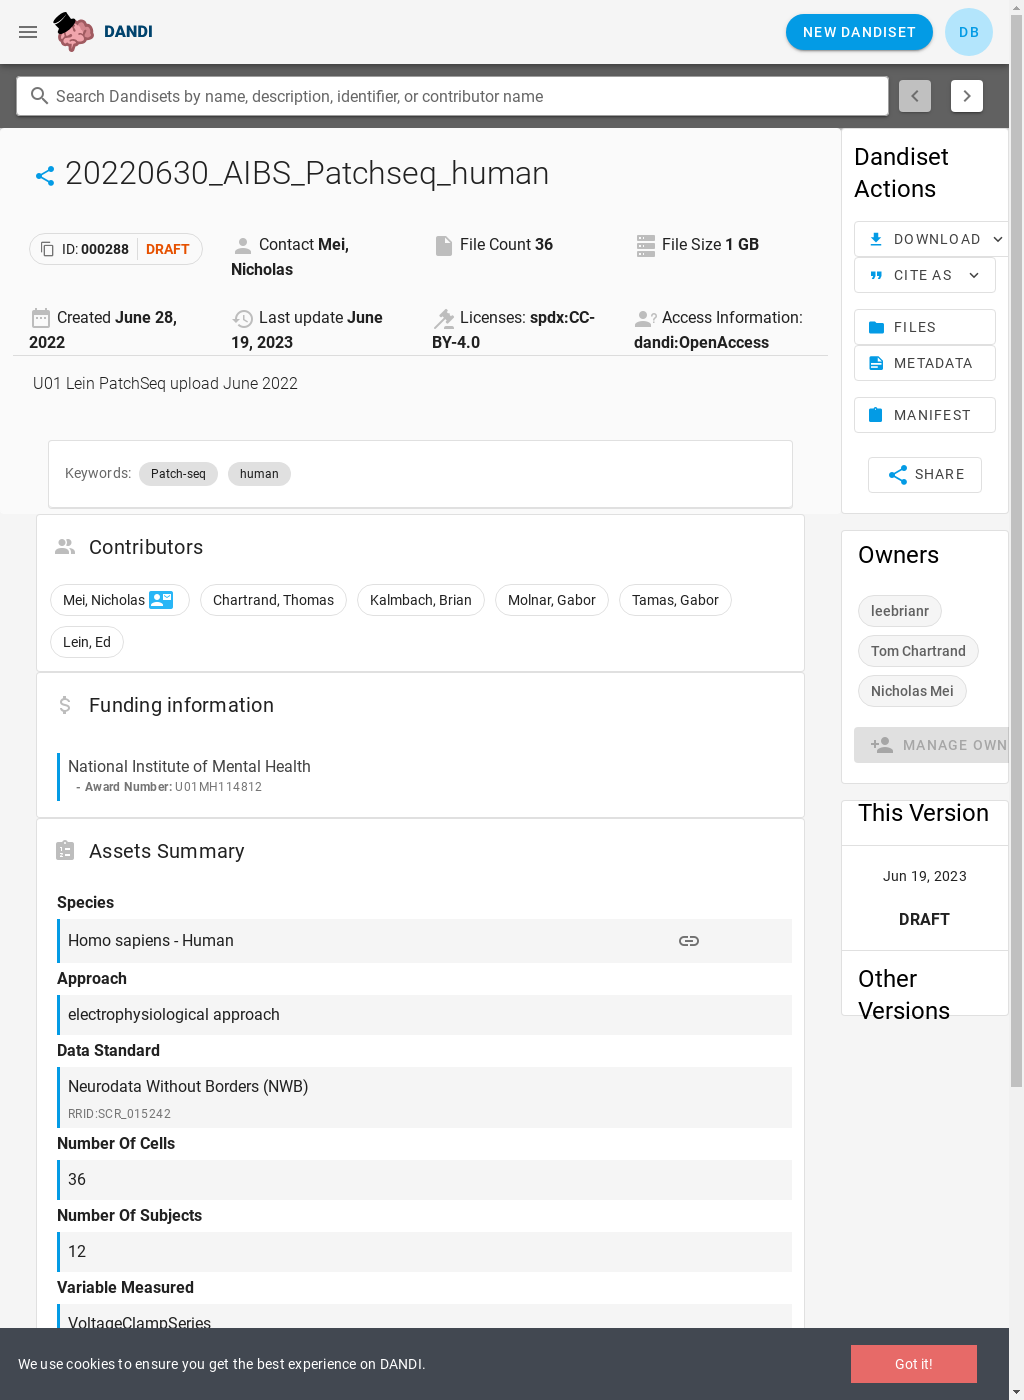 DANDI
NEW DANDISET
DB
Search Dandisets by name, description, identifier, or contributor name
20220630_AIBS_Patchseq_human
ID: 000288 DRAFT
Contact Mei,
Nicholas
File Count 36
File Size 1 GB
Created June 28,
2022
Last update June
19, 2023
Licenses: spdx:CC-
BY-4.0
Access Information:
dandi:OpenAccess
U01 Lein PatchSeq upload June 2022
Keywords: Patch-seq human
Contributors
Mei, Nicholas Chartrand, Thomas Kalmbach, Brian Molnar, Gabor Tamas, Gabor
Lein, Ed
Funding information
National Institute of Mental Health
- Award Number: U01MH114812
Assets Summary
Species
Homo sapiens - Human
Approach
electrophysiological approach
Data Standard
Neurodata Without Borders (NWB)
RRID:SCR_015242
Number Of Cells
36
Number Of Subjects
12
Variable Measured
VoltageClampSeries
Dandiset
Actions
DOWNLOAD
CITE AS
FILES
METADATA
MANIFEST
SHARE
Owners
leebrianr
Tom Chartrand
Nicholas Mei
MANAGE OWN
This Version
Jun 19, 2023
DRAFT
Other
Versions
We use cookies to ensure you get the best experience on DANDI.
Got it!